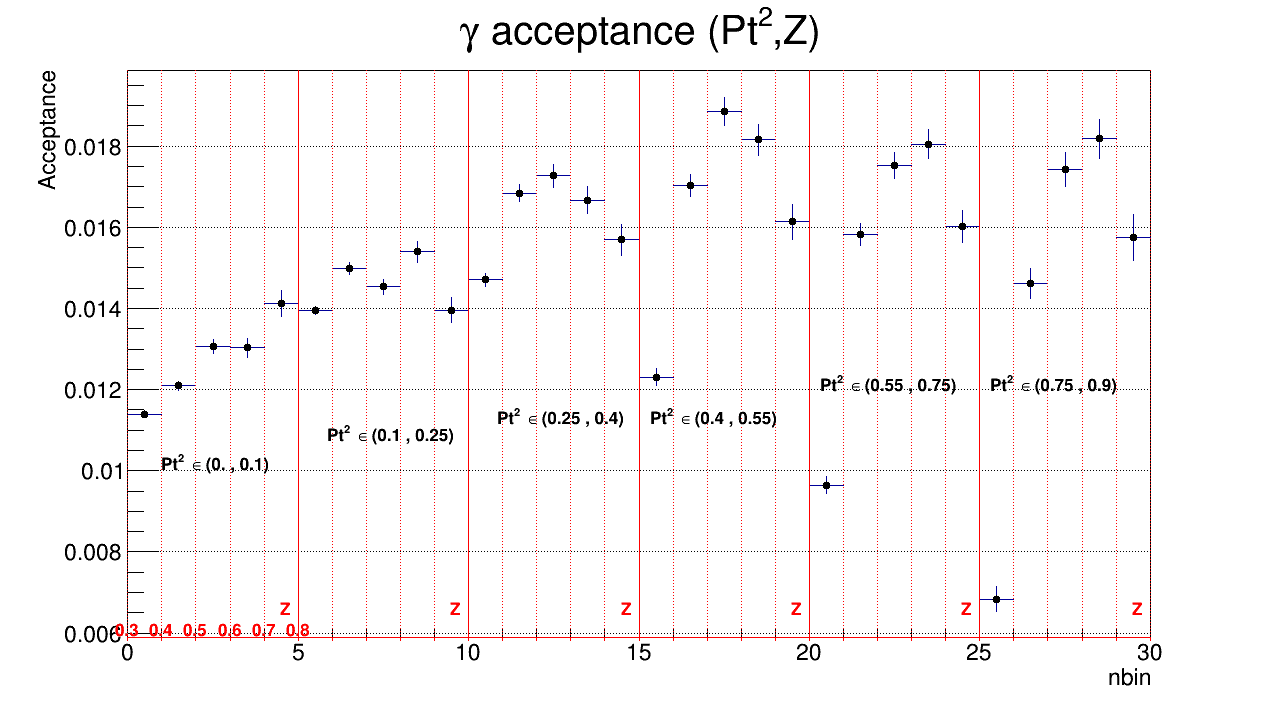 γ acceptance (Pt²,Z)
Acceptance
0.018
0.016
0.014
0.012
0.01
0.008
0.006
Pt² ∈(0. , 0.1)
Pt² ∈(0.1 , 0.25)
Pt² ∈(0.25 , 0.4)
Pt² ∈(0.4 , 0.55)
Pt² ∈(0.55 , 0.75)
Pt² ∈(0.75 , 0.9)
z z z z z z
0.3 0.4 0.5 0.6 0.7 0.8
0 5 10 15 20 25 30
nbin